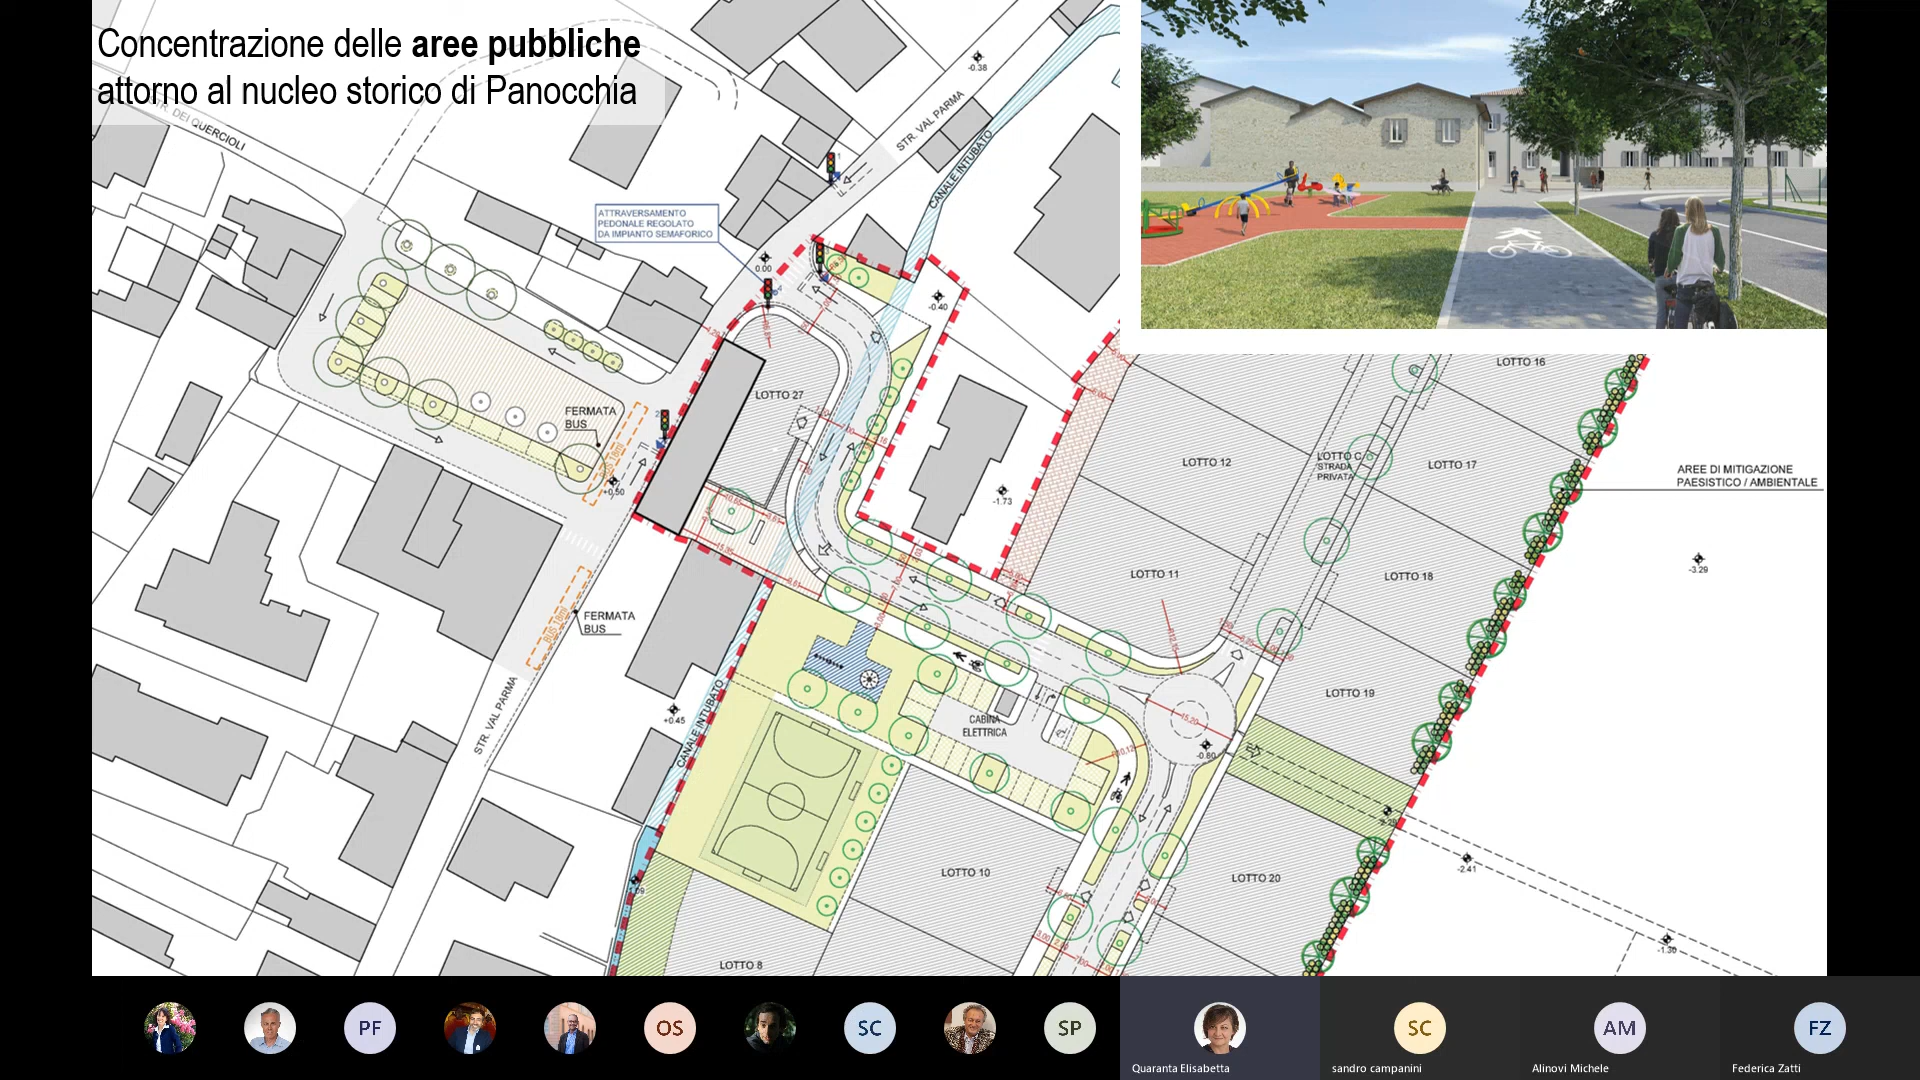 Concentrazione delle aree pubbliche
attorno al nucleo storico di Panocchia
STR. DEI QUERCIOLI
STR. VAL PARMA
CANALE INTUBATO
-0.38
ATTRAVERSAMENTO
PEDONALE REGOLATO
DA IMPIANTO SEMAFORICO
0.00
-0.40
LOTTO 27
FERMATA
BUS
+0.50
-1.73
LOTTO 16
LOTTO 12
LOTTO C
STRADA
PRIVATA
LOTTO 17
AREE DI MITIGAZIONE
PAESISTICO / AMBIENTALE
-3.29
LOTTO 11
LOTTO 18
FERMATA
BUS
LOTTO 19
+0.45
STR. VAL PARMA
CANALE INTUBATO
CABINA
ELETTRICA
15.20
-0.80
LOTTO 10
LOTTO 20
-2.41
-1.30
LOTTO 8
PF
OS
SC
SP
Quaranta Elisabetta
SC
sandro campanini
AM
Alinovi Michele
FZ
Federica Zatti